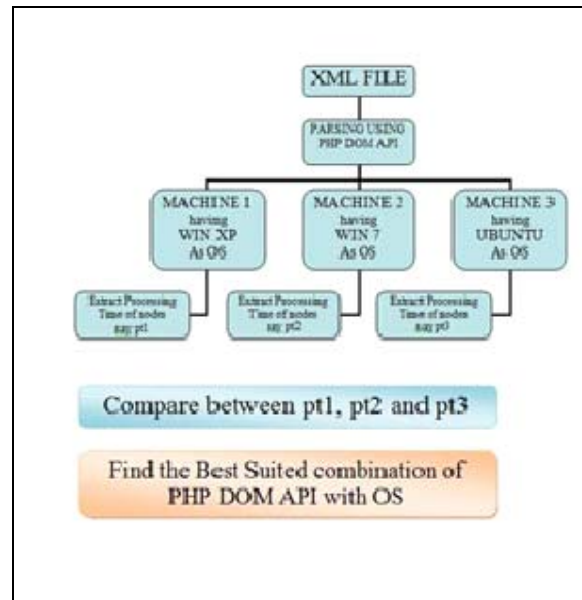 XML FILE
PARSING USING
PHP DOM API
MACHINE 1
having
WIN XP
As OS
MACHINE 2
having
WIN 7
As OS
MACHINE 3
having
UBUNTU
As OS
Extract Processing
Time of nodes
say pt1
Extract Processing
Time of nodes
say pt2
Extract Processing
Time of nodes
say pt3
Compare between pt1, pt2 and pt3
Find the Best Suited combination of
PHP DOM API with OS